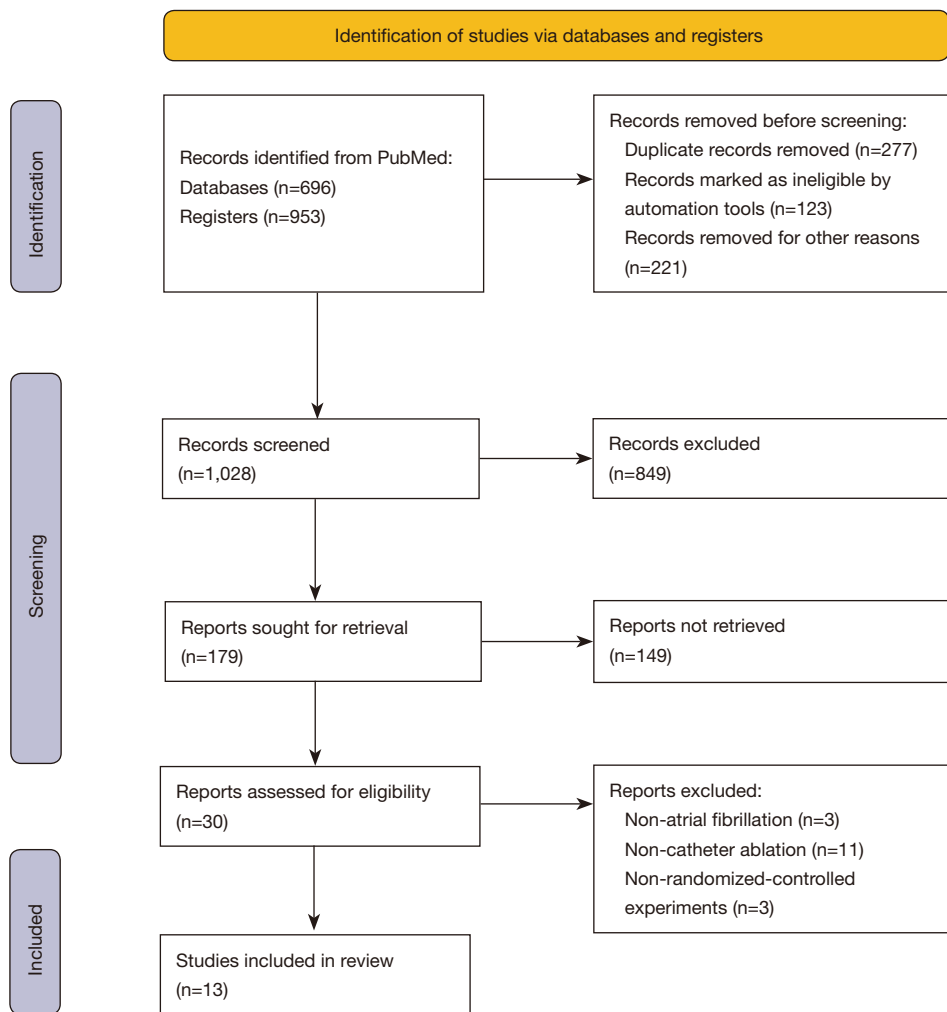 Identification of studies via databases and registers
Identification
Records identified from PubMed:
Databases (n=696)
Registers (n=953)
Records removed before screening:
Duplicate records removed (n=277)
Records marked as ineligible by
automation tools (n=123)
Records removed for other reasons
(n=221)
Screening
Records screened
(n=1,028)
Records excluded
(n=849)
Reports sought for retrieval
(n=179)
Reports not retrieved
(n=149)
Reports assessed for eligibility
(n=30)
Reports excluded:
Non-atrial fibrillation (n=3)
Non-catheter ablation (n=11)
Non-randomized-controlled
experiments (n=3)
Included
Studies included in review
(n=13)